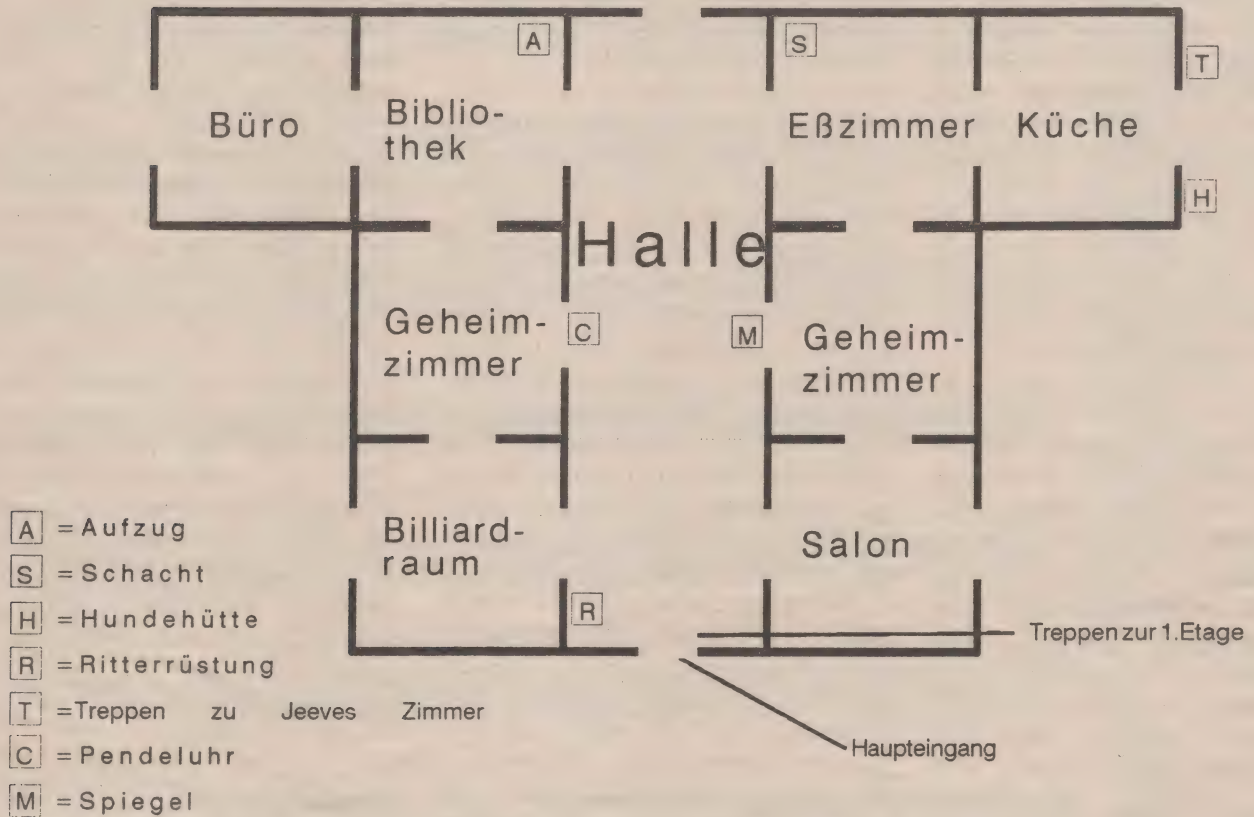 A
S
T
Büro
Biblio-
thek
Eßzimmer
Küche
H
Halle
Geheim-
zimmer
C
M
Geheim-
zimmer
Billiard-
raum
Salon
R
Treppen zur 1.Etage
Haupteingang
A = Aufzug
S = Schacht
H = Hundehütte
R = Ritterrüstung
T =Treppen zu Jeeves Zimmer
C = Pendeluhr
M = Spiegel